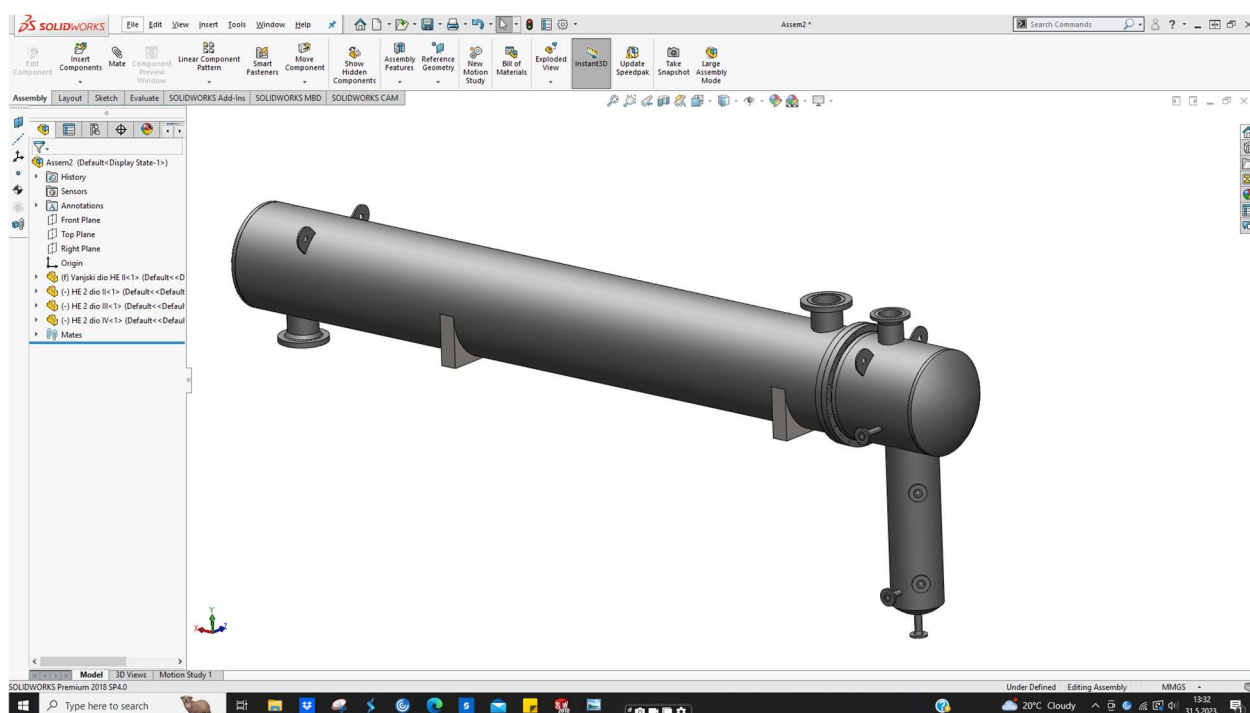 SOLIDWORKS File Edit View Insert Tools Window Help Assem2 * Search Commands
Edit Component
Insert Components
Mate
Component Preview Window
Linear Component Pattern
Smart Fasteners
Move Component
Show Hidden Components
Assembly Features
Reference Geometry
New Motion Study
Bill of Materials
Exploded View
Instant3D
Update Speedpak
Take Snapshot
Large Assembly Mode
Assembly Layout Sketch Evaluate SOLIDWORKS Add-Ins SOLIDWORKS MBD SOLIDWORKS CAM
Assem2 (Default<Display State-1>)
History
Sensors
Annotations
Front Plane
Top Plane
Right Plane
Origin
(f) Vanjski dio HE II<1> (Default<<D
(-) HE 2 dio II<1> (Default<<Default
(-) HE 2 dio III<1> (Default<<Defaul
(-) HE 2 dio IV<1> (Default<<Defaul
Mates
Y
X
Z
Model 3D Views Motion Study 1
SOLIDWORKS Premium 2018 SP4.0 Under Defined Editing Assembly MMGS
Type here to search 20°C Cloudy 13:32
31.5.2023.